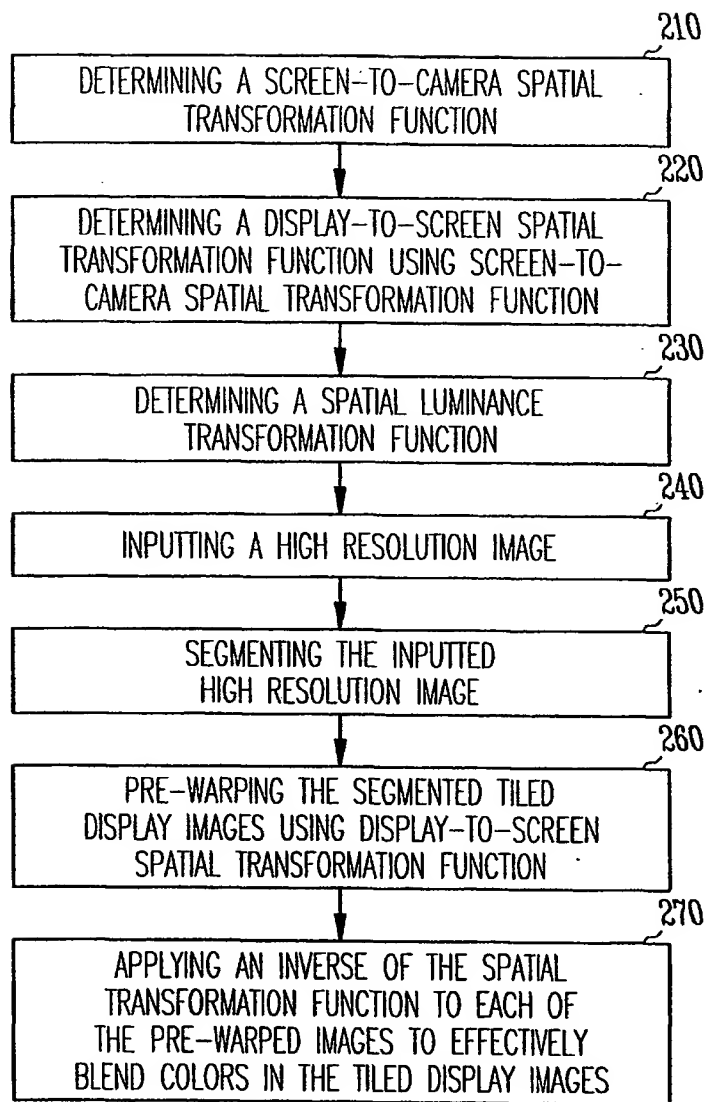 210
DETERMINING A SCREEN-TO-CAMERA SPATIAL
TRANSFORMATION FUNCTION
220
DETERMINING A DISPLAY-TO-SCREEN SPATIAL
TRANSFORMATION FUNCTION USING SCREEN-TO-
CAMERA SPATIAL TRANSFORMATION FUNCTION
230
DETERMINING A SPATIAL LUMINANCE
TRANSFORMATION FUNCTION
240
INPUTTING A HIGH RESOLUTION IMAGE
250
SEGMENTING THE INPUTTED
HIGH RESOLUTION IMAGE
260
PRE-WARPING THE SEGMENTED TILED
DISPLAY IMAGES USING DISPLAY-TO-SCREEN
SPATIAL TRANSFORMATION FUNCTION
270
APPLYING AN INVERSE OF THE SPATIAL
TRANSFORMATION FUNCTION TO EACH OF
THE PRE-WARPED IMAGES TO EFFECTIVELY
BLEND COLORS IN THE TILED DISPLAY IMAGES